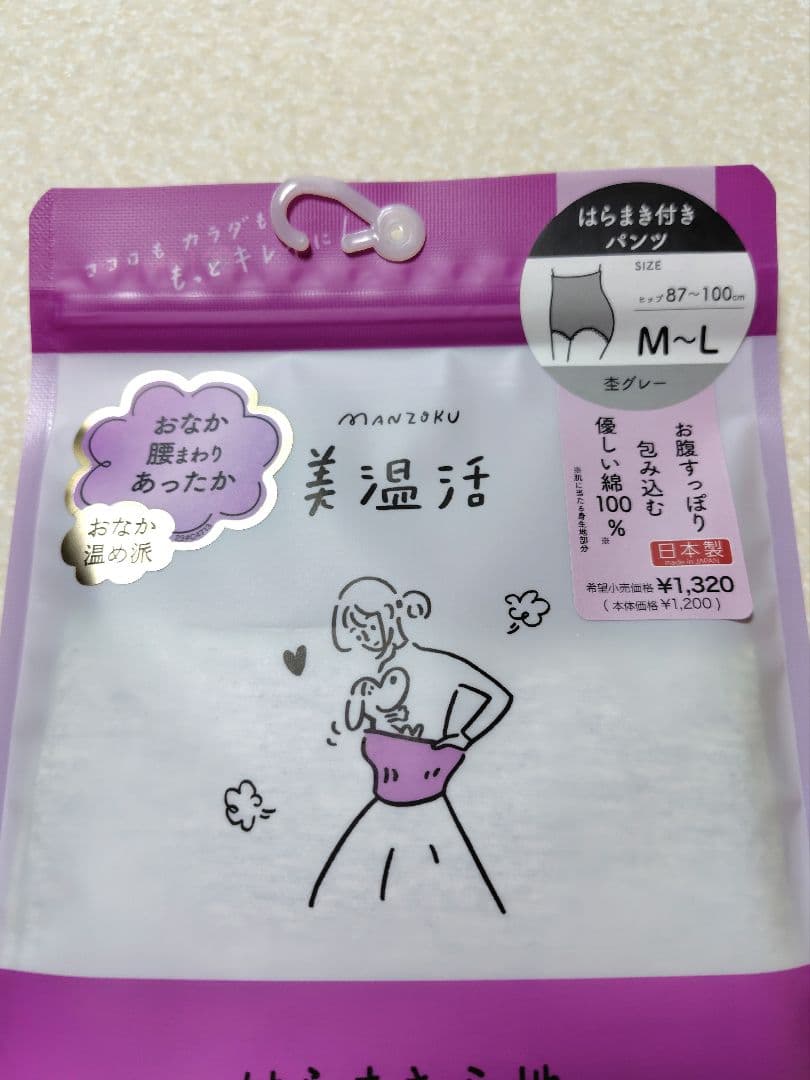 ココロも カラダも
もっとキレ に！
はらまき付き
パンツ
SIZE
ヒップ 87～100cm
M～L
杢グレー
おなか
腰まわり
あったか
おなか
温め派
MANZOKU
美温活
お腹すっぽり
包み込む
優しい綿100%※
※肌に当たる身生地部分
日本製
made in JAPAN
希望小売価格 ¥1,320
( 本体価格 ¥1,200 )